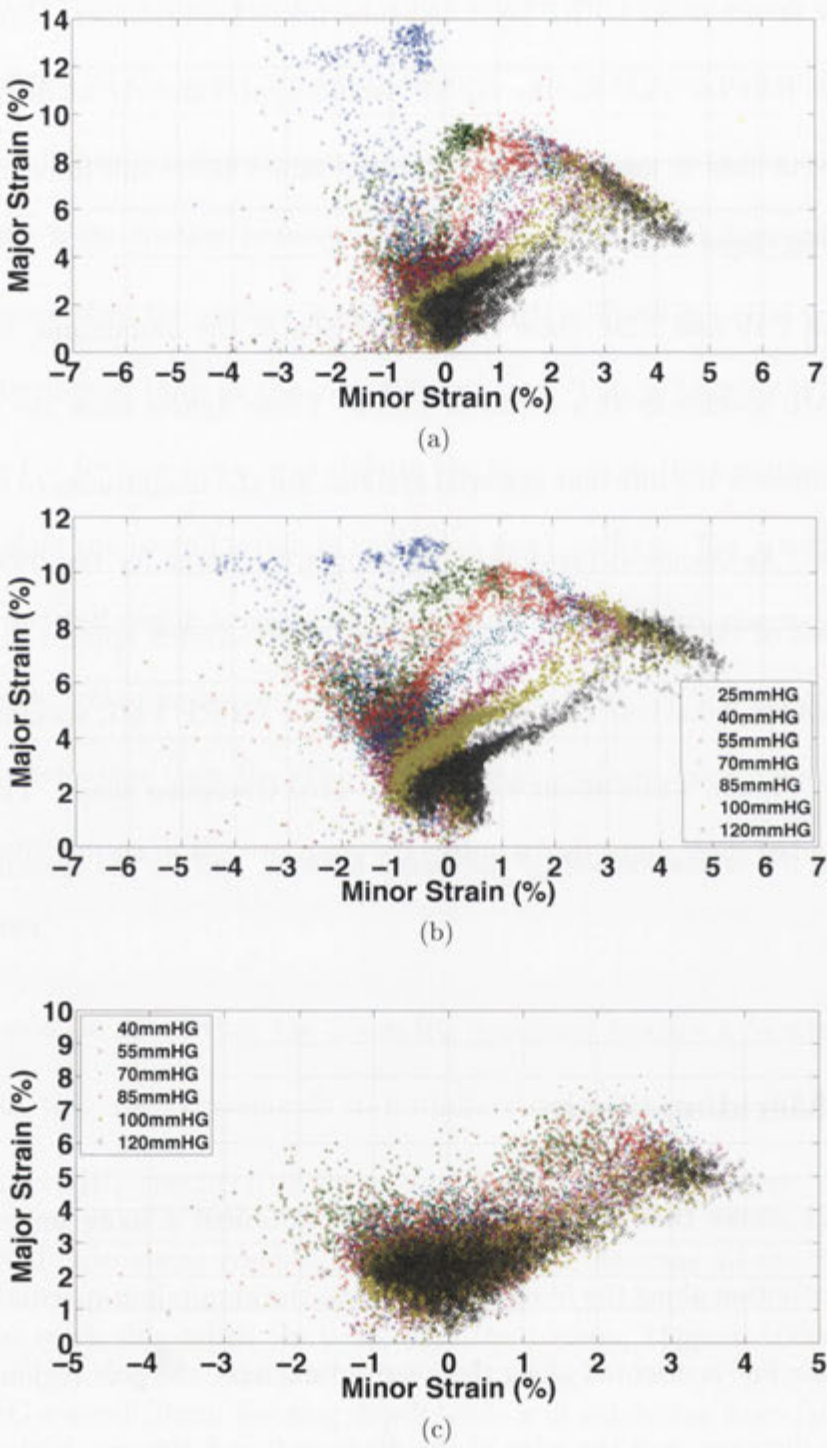 14
12
10
8
6
4
2
0
Major Strain (%)
−7 −6 −5 −4 −3 −2 −1 0 1 2 3 4 5 6 7
Minor Strain (%)
(a)
12
10
8
6
4
2
0
Major Strain (%)
25mmHG
40mmHG
55mmHG
70mmHG
85mmHG
100mmHG
120mmHG
−7 −6 −5 −4 −3 −2 −1 0 1 2 3 4 5 6 7
Minor Strain (%)
(b)
10
9
8
7
6
5
4
3
2
1
0
Major Strain (%)
40mmHG
55mmHG
70mmHG
85mmHG
100mmHG
120mmHG
−5 −4 −3 −2 −1 0 1 2 3 4 5
Minor Strain (%)
(c)